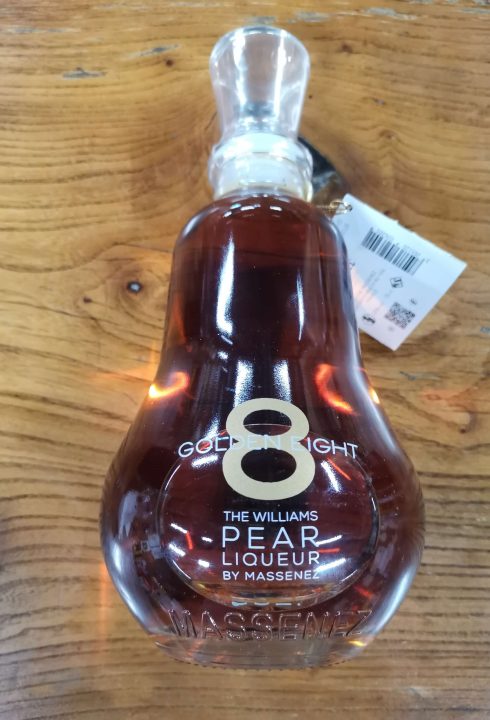 8
GOLDEN EIGHT
THE WILLIAMS
PEAR
LIQUEUR
BY MASSENEZ
MASSENEZ